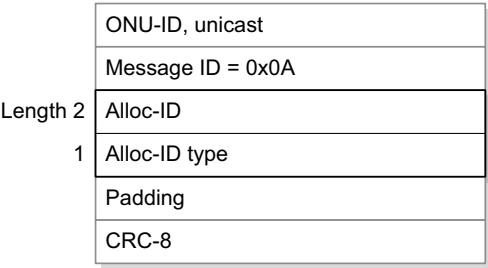 ONU-ID, unicast
Message ID = 0x0A
Length 2 Alloc-ID
1 Alloc-ID type
Padding
CRC-8